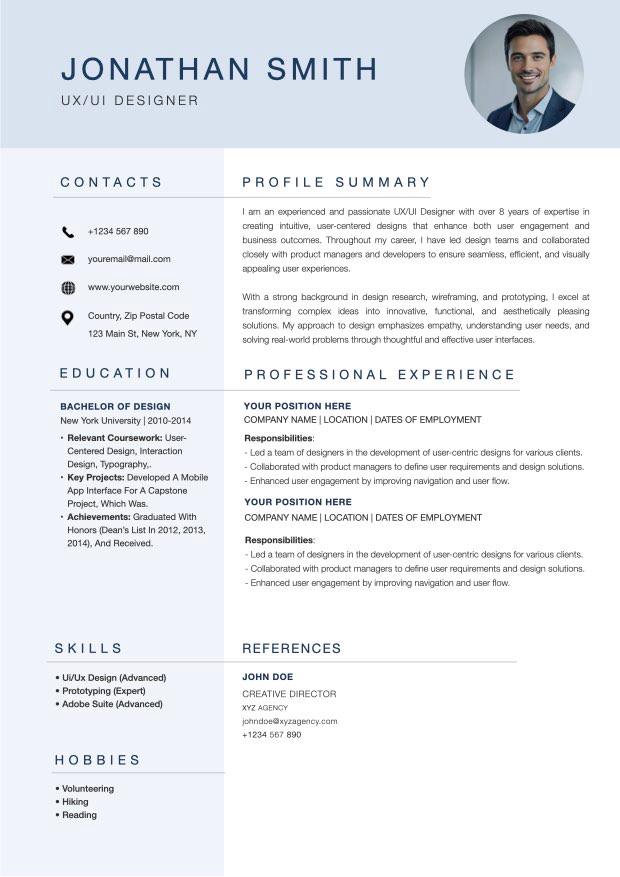 JONATHAN SMITH
UX/UI DESIGNER
CONTACTS
+1234 567 890
youremail@mail.com
www.yourwebsite.com
Country, Zip Postal Code
123 Main St, New York, NY
EDUCATION
BACHELOR OF DESIGN
New York University | 2010-2014
• Relevant Coursework: User-
Centered Design, Interaction
Design, Typography,.
• Key Projects: Developed A Mobile
App Interface For A Capstone
Project, Which Was.
• Achievements: Graduated With
Honors (Dean's List In 2012, 2013,
2014), And Received.
SKILLS
• Ui/Ux Design (Advanced)
• Prototyping (Expert)
• Adobe Suite (Advanced)
HOBBIES
• Volunteering
• Hiking
• Reading
PROFILE SUMMARY
I am an experienced and passionate UX/UI Designer with over 8 years of expertise in
creating intuitive, user-centered designs that enhance both user engagement and
business outcomes. Throughout my career, I have led design teams and collaborated
closely with product managers and developers to ensure seamless, efficient, and visually
appealing user experiences.
With a strong background in design research, wireframing, and prototyping, I excel at
transforming complex ideas into innovative, functional, and aesthetically pleasing
solutions. My approach to design emphasizes empathy, understanding user needs, and
solving real-world problems through thoughtful and effective user interfaces.
PROFESSIONAL EXPERIENCE
YOUR POSITION HERE
COMPANY NAME | LOCATION | DATES OF EMPLOYMENT
Responsibilities:
- Led a team of designers in the development of user-centric designs for various clients.
- Collaborated with product managers to define user requirements and design solutions.
- Enhanced user engagement by improving navigation and user flow.
YOUR POSITION HERE
COMPANY NAME | LOCATION | DATES OF EMPLOYMENT
Responsibilities:
- Led a team of designers in the development of user-centric designs for various clients.
- Collaborated with product managers to define user requirements and design solutions.
- Enhanced user engagement by improving navigation and user flow.
REFERENCES
JOHN DOE
CREATIVE DIRECTOR
XYZ AGENCY
johndoe@xyzagency.com
+1234 567 890